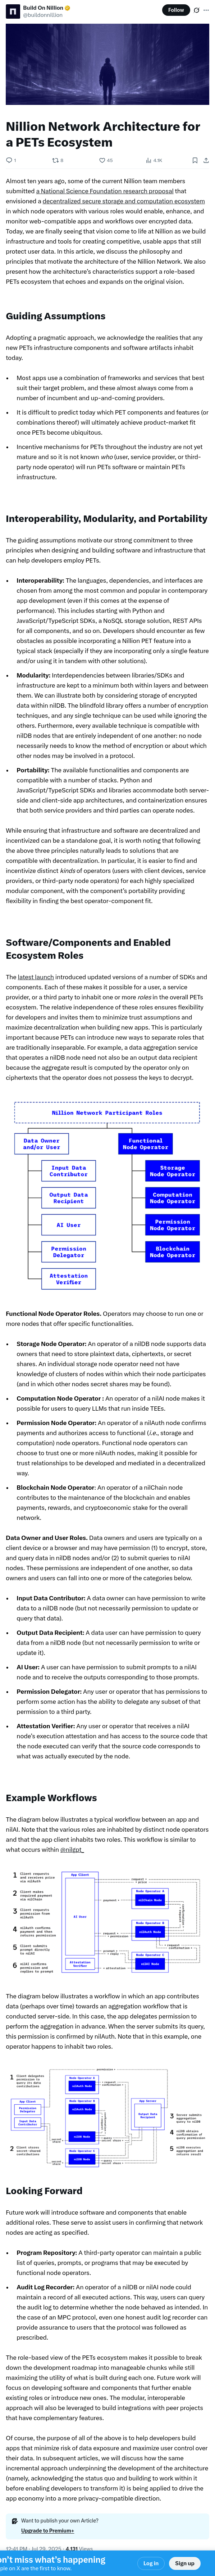 Build On Nillion
@buildonnillion
Follow
Nillion Network Architecture for
a PETs Ecosystem
1
45
Almost ten years ago, some of the current Nillion team members
submitted a National Science Foundation research proposal that
envisioned a decentralized secure storage and computation ecosystem
in which operators with various roles would enable, enhance, and
monitor web-compatible apps and workflows over encrypted data.
Today, we are finally seeing that vision come to life at Nillion as we build
infrastructure and tools for creating competitive, usable apps that still
protect user data. In this article, we discuss the philosophy and
principles that motivate the architecture of the Nillion Network. We also
present how the architecture's characteristics support a role-based
PETs ecosystem that echoes and expands on the original vision.
Guiding Assumptions
Adopting a pragmatic approach, we acknowledge the realities that any
new PETs infrastructure components and software artifacts inhabit
today.
• Most apps use a combination of frameworks and services that best
suit their target problem, and these almost always come from a
number of incumbent and up-and-coming providers.
• It is difficult to predict today which PET components and features (or
combinations thereof) will ultimately achieve product-market fit
once PETs become ubiquitous.
• Incentive mechanisms for PETs throughout the industry are not yet
mature and so it is not known who (user, service provider, or third-
party node operator) will run PETs software or maintain PETs
infrastructure.
Interoperability, Modularity, and Portability
The guiding assumptions motivate our strong commitment to three
principles when designing and building software and infrastructure that
can help developers employ PETs.
• Interoperability: The languages, dependencies, and interfaces are
chosen from among the most common and popular in contemporary
app development (even if this comes at the expense of
performance). This includes starting with Python and
JavaScript/TypeScript SDKs, a NoSQL storage solution, REST APIs
for all components, and so on. Developers should encounter as few
obstacles as possible when incorporating a Nillion PET feature into a
typical stack (especially if they are incorporating only a single feature
and/or using it in tandem with other solutions).
• Modularity: Interdependencies between libraries/SDKs and
infrastructure are kept to a minimum both within layers and between
them. We can illustrate both by considering storage of encrypted
data within nilDB. The blindfold library offers a number of encryption
techniques, and any single technique can be used while ignoring the
others. Furthermore, every available technique is compatible with
nilDB nodes that are entirely independent from one another: no node
necessarily needs to know the method of encryption or about which
other nodes may be involved in a protocol.
• Portability: The available functionalities and components are
compatible with a number of stacks. Python and
JavaScript/TypeScript SDKs and libraries accommodate both server-
side and client-side app architectures, and containerization ensures
that both service providers and third parties can operate nodes.
While ensuring that infrastructure and software are decentralized and
incentivized can be a standalone goal, it is worth noting that following
the above three principles naturally leads to solutions that are
compatible with decentralization. In particular, it is possible to host and
incentivize distinct kinds of operators (users with client devices, service
providers, or third-party node operators) for each highly specialized
modular component, with the component's portability providing
flexibility in finding the best operator-component fit.
Software/Components and Enabled
Ecosystem Roles
The latest launch introduced updated versions of a number of SDKs and
components. Each of these makes it possible for a user, a service
provider, or a third party to inhabit one or more roles in the overall PETs
ecosystem. The relative independence of these roles ensures flexibility
for developers and invites them to minimize trust assumptions and
maximize decentralization when building new apps. This is particularly
important because PETs can introduce new ways to separate roles that
are traditionally inseparable. For example, a data aggregation service
that operates a nilDB node need not also be a data recipient because
the aggregate result is computed by the operator using only on
ciphertexts that the operator does not possess the keys to decrypt.
Nillion Network Participant Roles
Data Owner
and/or User
Functional
Node Operator
Input Data
Contributor
Storage
Node Operator
Output Data
Recipient
Computation
Node Operator
AI User
Permission
Node Operator
Permission
Delegator
Blockchain
Node Operator
Attestation
Verifier
Functional Node Operator Roles. Operators may choose to run one or
more nodes that offer specific functionalities.
• Storage Node Operator: An operator of a nilDB node supports data
owners that need to store plaintext data, ciphertexts, or secret
shares. An individual storage node operator need not have
knowledge of clusters of nodes within which their node participates
(and in which other nodes secret shares may be found).
• Computation Node Operator : An operator of a nilAI node makes it
possible for users to query LLMs that run inside TEEs.
• Permission Node Operator: An operator of a nilAuth node confirms
payments and authorizes access to functional (i.e., storage and
computation) node operators. Functional node operators can
choose to trust one or more nilAuth nodes, making it possible for
trust relationships to be developed and modeled in a decentralized
way.
• Blockchain Node Operator: An operator of a nilChain node
contributes to the maintenance of the blockchain and enables
payments, rewards, and cryptoeconomic stake for the overall
network.
Data Owner and User Roles. Data owners and users are typically on a
client device or a browser and may have permission (1) to encrypt, store,
and query data in nilDB nodes and/or (2) to submit queries to nilAI
nodes. These permissions are independent of one another, so data
owners and users can fall into one or more of the categories below.
• Input Data Contributor: A data owner can have permission to write
data to a nilDB node (but not necessarily permission to update or
query that data).
• Output Data Recipient: A data user can have permission to query
data from a nilDB node (but not necessarily permission to write or
update it).
• AI User: A user can have permission to submit prompts to a nilAI
node and to receive the outputs corresponding to those prompts.
• Permission Delegator: Any user or operator that has permissions to
perform some action has the ability to delegate any subset of that
permission to a third party.
• Attestation Verifier: Any user or operator that receives a nilAI
node's execution attestation and has access to the source code that
the node executed can verify that the source code corresponds to
what was actually executed by the node.
Example Workflows
The diagram below illustrates a typical workflow between an app and
nilAI. Note that the various roles are inhabited by distinct node operators
and that the app client inhabits two roles. This workflow is similar to
what occurs within @nilgpt_
1 Client requests
and receives price
via nilAuth
2 Client makes
required payment
via nilChain
3 Client requests
permission from
nilAuth
4 nilAuth confirms
payment and then
returns permission
5 Client submits
prompt directly
to nilAI
6 nilAI confirms
permission and
replies to prompt
App Client
AI User
Attestation
Verifier
Node Operator A
nilChain Node
Node Operator B
nilAuth Node
Node Operator C
nilAI Node
The diagram below illustrates a workflow in which an app contributes
data (perhaps over time) towards an aggregation workflow that is
conducted server-side. In this case, the app delegates permission to
perform the aggregation in advance. When the server submits its query,
this permission is confirmed by nilAuth. Note that in this example, one
operator happens to inhabit two roles.
1 Client delegates
permission to
query its data
contributions
App Client
Permission
Delegator
Input Data
Contributor
2 Client stores
secret-shared
contributions
Node Operator A
nilAuth Node
Node Operator B
nilAuth Node
nilDB Node
Node Operator C
nilDB Node
App Server
Output Data
Recipient
3 Server submits
aggregation
query to nilDB
4 nilDB obtains
confirmation of
query permission
5 nilDB executes
aggregation and
returns result
Looking Forward
Future work will introduce software and components that enable
additional roles. These serve to assist users in confirming that network
nodes are acting as specified.
• Program Repository: A third-party operator can maintain a public
list of queries, prompts, or programs that may be executed by
functional node operators.
• Audit Log Recorder: An operator of a nilDB or nilAI node could
maintain a record of all executed actions. This way, users can query
the audit log to determine whether the node behaved as intended. In
the case of an MPC protocol, even one honest audit log recorder can
provide assurance to users that the protocol was followed as
prescribed.
The role-based view of the PETs ecosystem makes it possible to break
down the development roadmap into manageable chunks while still
maximizing the utility of what is built during each one. Future work will
focus on developing software and components that further enable
existing roles or introduce new ones. The modular, interoperable
approach will also be leveraged to build integrations with peer projects
that have complementary features.
Of course, the purpose of all of the above is to help developers build
apps that minimize risk of data exposure and maximize user control of
their data. In subsequent articles, we will discuss how the same
commitment to leveraging assumptions about the broader ecosystem
(namely, acknowledging the status quo and building to work within it
before enabling developers to transform it) is being applied to drive the
app economy into a more privacy-compatible direction.
Want to publish your own Article?
Upgrade to Premium+
Don't miss what's happening
People on X are the first to know.
Log in
Sign up